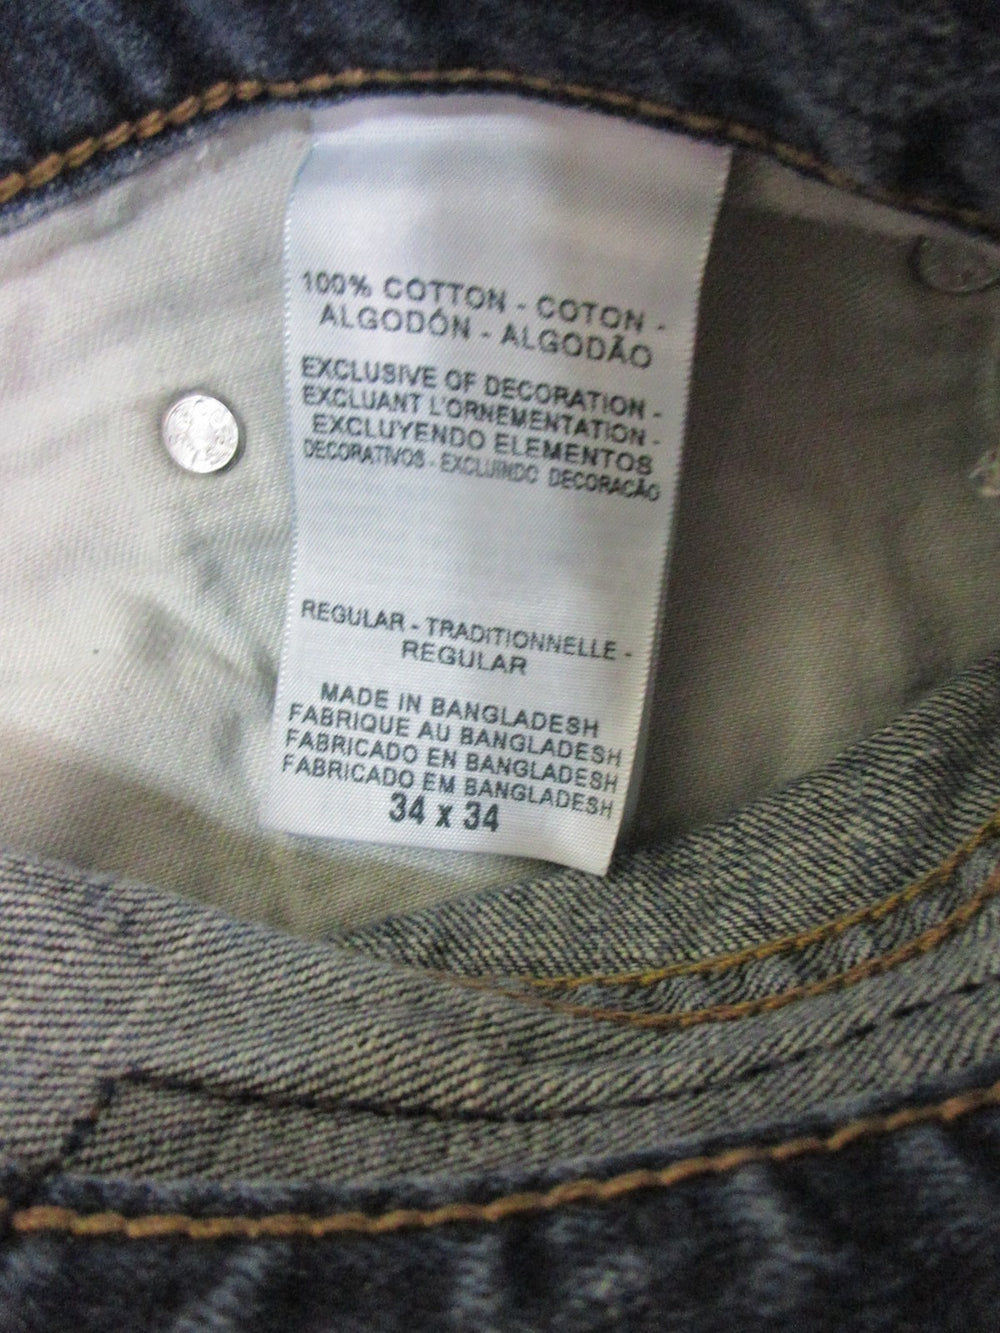 100% COTTON - COTON -
ALGODÓN - ALGODÃO
EXCLUSIVE OF DECORATION -
EXCLUANT L'ORNEMENTATION -
EXCLUYENDO ELEMENTOS
DECORATIVOS - EXCLUINDO DECORACÃO
REGULAR - TRADITIONNELLE -
REGULAR
MADE IN BANGLADESH
FABRIQUE AU BANGLADESH
FABRICADO EN BANGLADESH
FABRICADO EM BANGLADESH
34 x 34